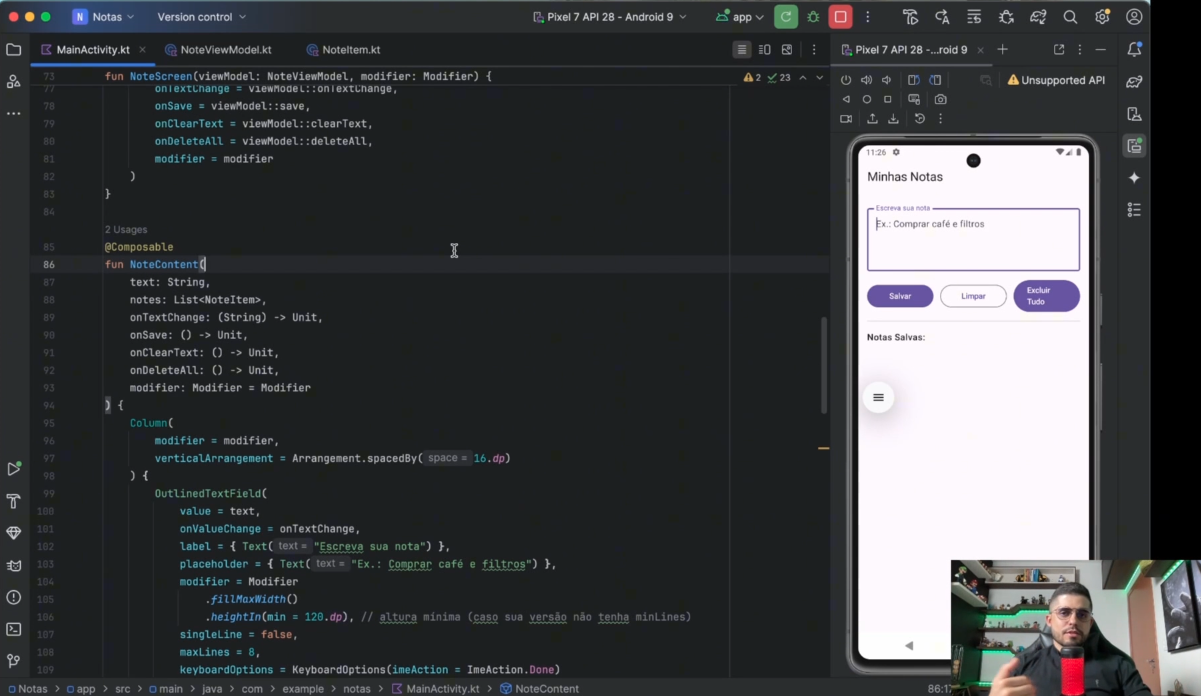 N Notas Version control Pixel 7 API 28 - Android 9 app
MainActivity.kt NoteViewModel.kt NoteItem.kt Pixel 7 API 28 -...roid 9
73 fun NoteScreen(viewModel: NoteViewModel, modifier: Modifier) {
2 23
77 onTextChange = viewModel::onTextChange,
78 onSave = viewModel::save,
79 onClearText = viewModel::clearText,
80 onDeleteAll = viewModel::deleteAll,
81 modifier = modifier
82 )
83 }
84
2 Usages
85 @Composable
86 fun NoteContent(
87 text: String,
88 notes: List<NoteItem>,
89 onTextChange: (String) -> Unit,
90 onSave: () -> Unit,
91 onClearText: () -> Unit,
92 onDeleteAll: () -> Unit,
93 modifier: Modifier = Modifier
94 ) {
95 Column(
96 modifier = modifier,
97 verticalArrangement = Arrangement.spacedBy( space = 16.dp)
98 ) {
99 OutlinedTextField(
100 value = text,
101 onValueChange = onTextChange,
102 label = { Text( text = "Escreva sua nota") },
103 placeholder = { Text( text = "Ex.: Comprar café e filtros") },
104 modifier = Modifier
105 .fillMaxWidth()
106 .heightIn(min = 120.dp), // altura mínima (caso sua versão não tenha minLines)
107 singleLine = false,
108 maxLines = 8,
109 keyboardOptions = KeyboardOptions(imeAction = ImeAction.Done)
Unsupported API
11:26
Minhas Notas
Escreva sua nota
Ex.: Comprar café e filtros
Salvar Limpar Excluir
Tudo
Notas Salvas:
Notas > app > src > main > java > com > example > notas > MainActivity.kt > NoteContent